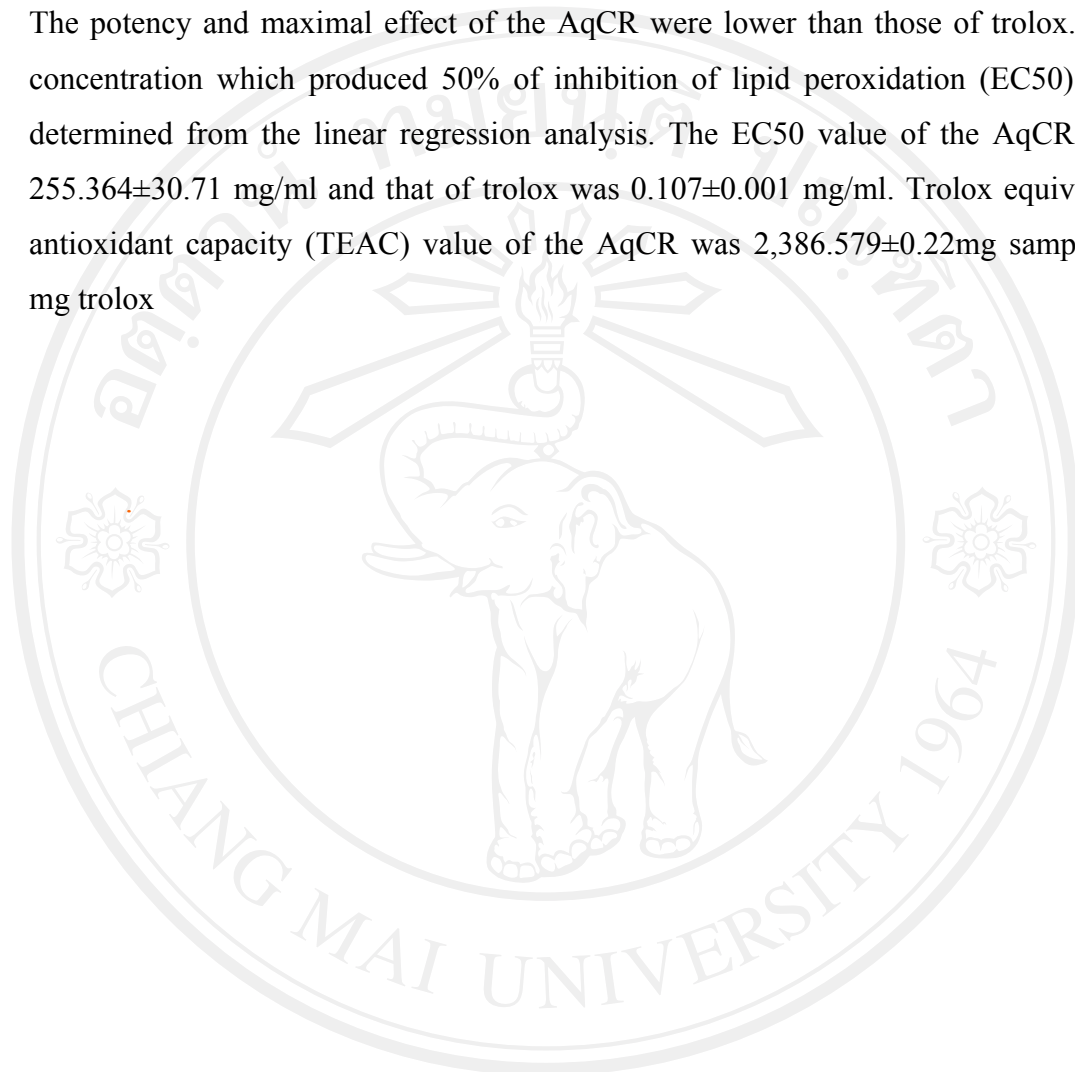 The potency and maximal effect of the AqCR were lower than those of trolox.
concentration which produced 50% of inhibition of lipid peroxidation (EC50)
determined from the linear regression analysis. The EC50 value of the AqCR
255.364±30.71 mg/ml and that of trolox was 0.107±0.001 mg/ml. Trolox equiv
antioxidant capacity (TEAC) value of the AqCR was 2,386.579±0.22mg samp
mg trolox
CHIANG MAI UNIVERSITY 1964